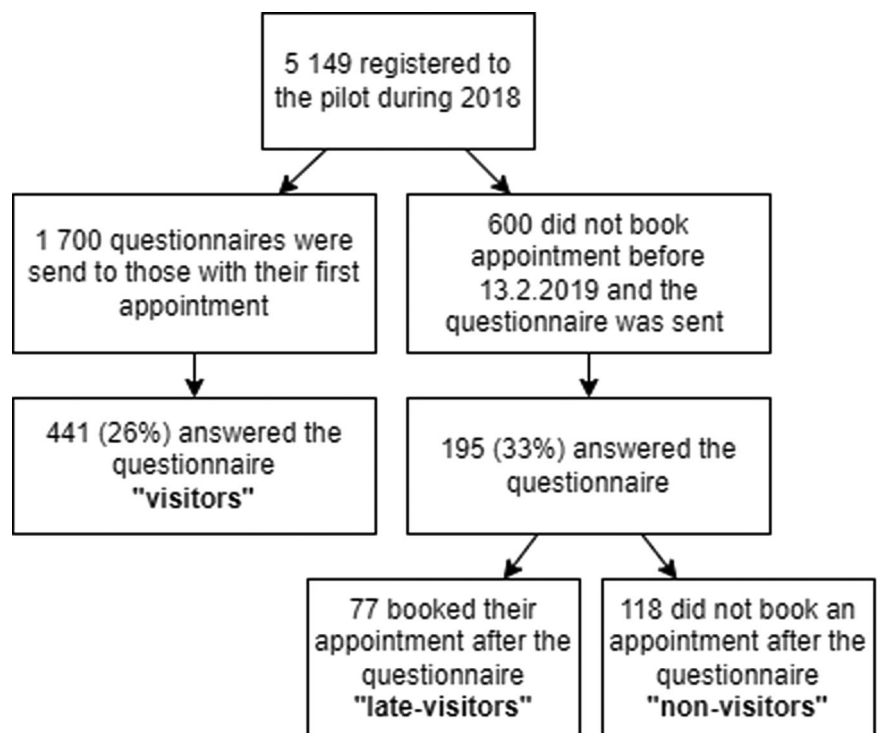 5 149 registered to
the pilot during 2018
1 700 questionnaires were
send to those with their first
appointment
600 did not book
appointment before
13.2.2019 and the
questionnaire was sent
441 (26%) answered the
questionnaire
"visitors"
195 (33%) answered the
questionnaire
77 booked their
appointment after the
questionnaire
"late-visitors"
118 did not book an
appointment after the
questionnaire
"non-visitors"